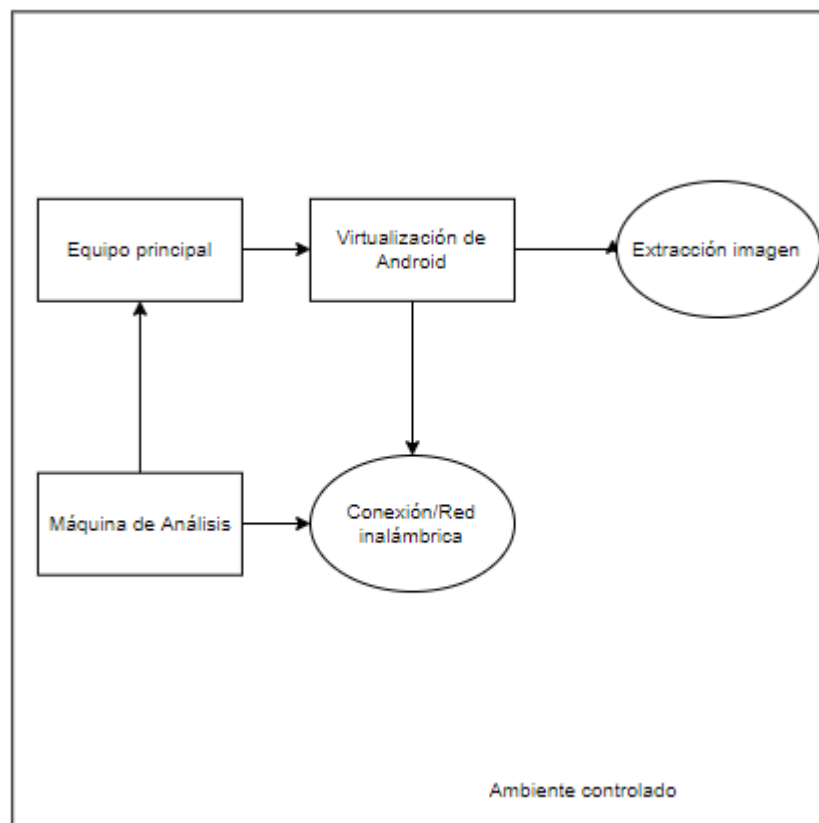 Equipo principal
Virtualización de
Android
Extracción imagen
Máquina de Análisis
Conexión/Red
inalámbrica
Ambiente controlado